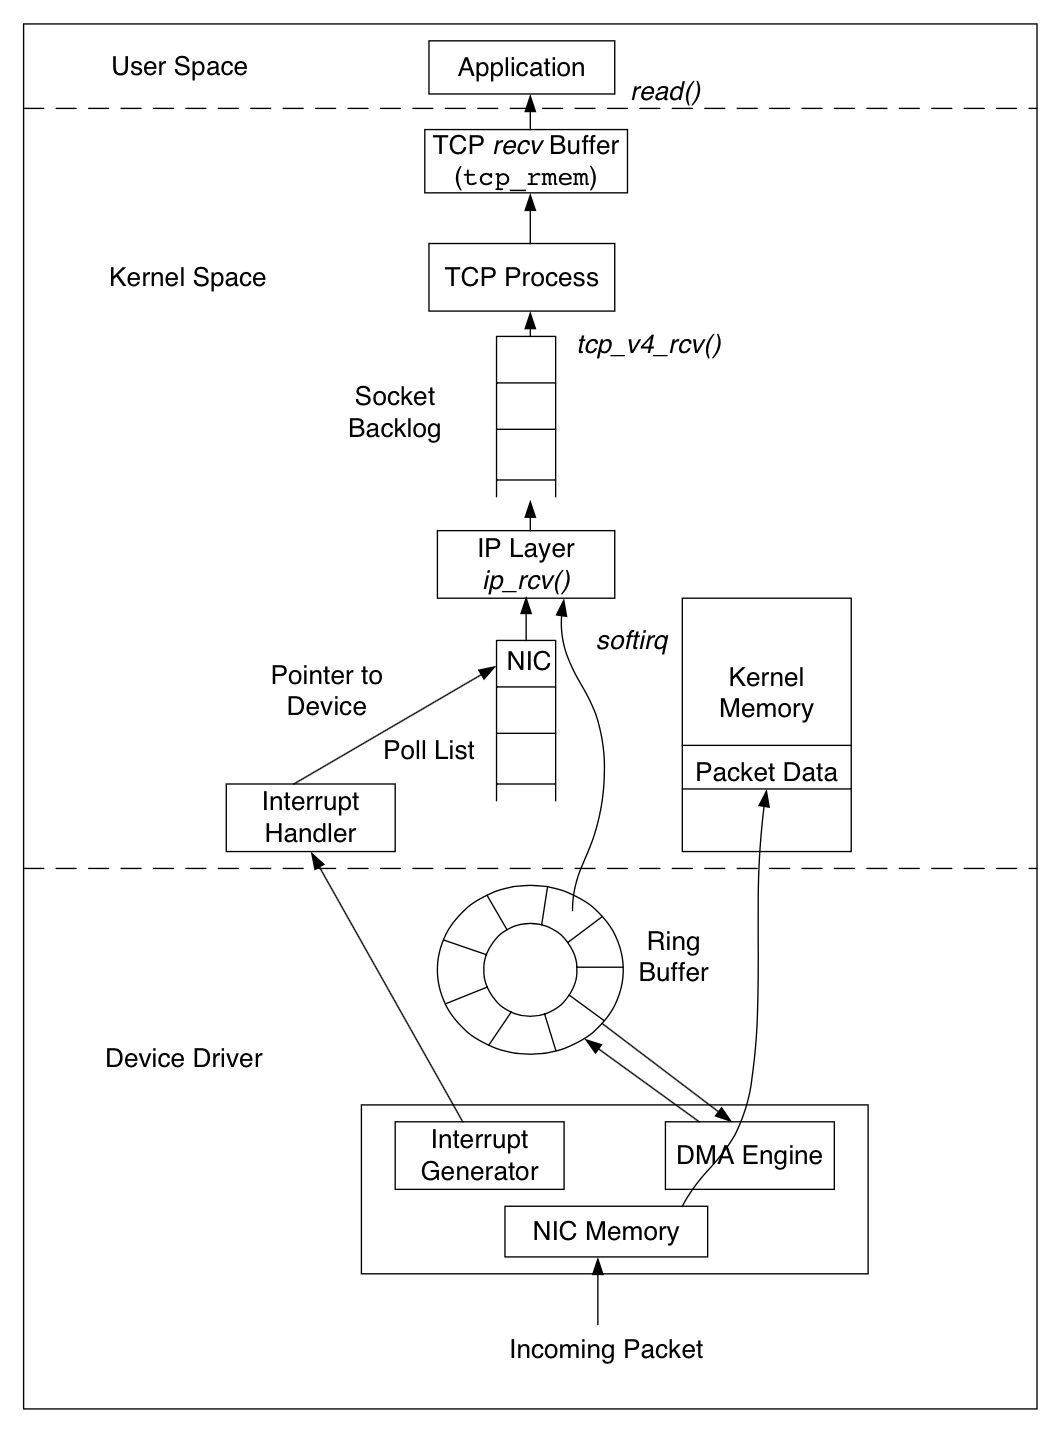 User Space
Application
read()
TCP recv Buffer
(tcp_rmem)
Kernel Space
TCP Process
tcp_v4_rcv()
Socket
Backlog
IP Layer
ip_rcv()
softirq
NIC
Pointer to
Device
Poll List
Kernel
Memory
Packet Data
Interrupt
Handler
Ring
Buffer
Device Driver
Interrupt
Generator
DMA Engine
NIC Memory
Incoming Packet